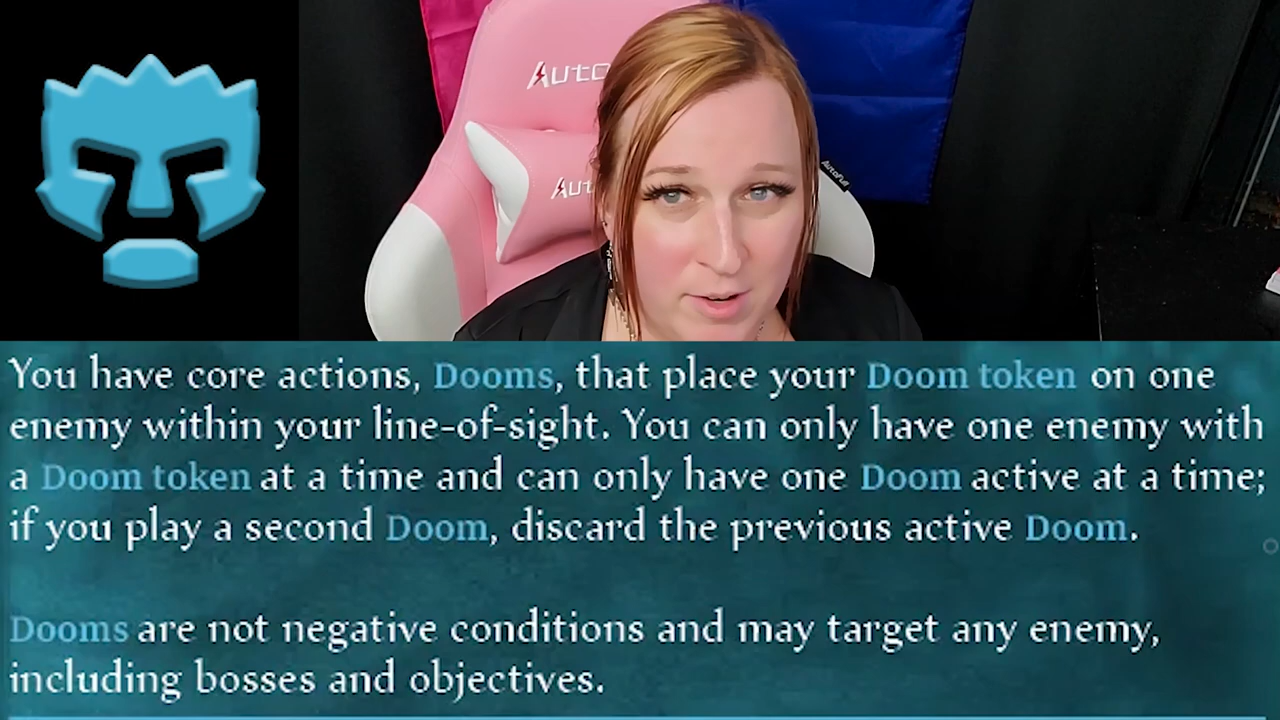 AUTO
AUT
AUTOFULL
You have core actions, Dooms, that place your Doom token on one
enemy within your line-of-sight. You can only have one enemy with
a Doom token at a time and can only have one Doom active at a time;
if you play a second Doom, discard the previous active Doom.
Dooms are not negative conditions and may target any enemy,
including bosses and objectives.